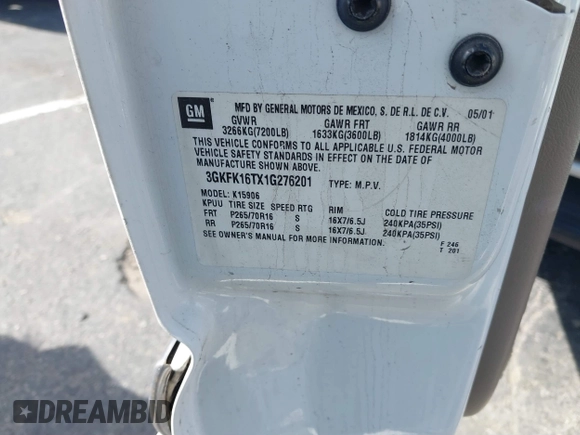 GM
MFD BY GENERAL MOTORS DE MEXICO, S. DE R.L. DE C.V. 05/01
GVWR GAWR FRT GAWR RR
3266KG(7200LB) 1633KG(3600LB) 1814KG(4000LB)
THIS VEHICLE CONFORMS TO ALL APPLICABLE U.S. FEDERAL MOTOR
VEHICLE SAFETY STANDARDS IN EFFECT ON THE DATE OF
MANUFACTURE SHOWN ABOVE.
3GKFK16TX1G276201 TYPE: M.P.V.
MODEL: K15906
KPUU TIRE SIZE SPEED RTG RIM COLD TIRE PRESSURE
FRT P265/70R16 S 16X7/6.5J 240KPA(35PSI)
RR P265/70R16 S 16X7/6.5J 240KPA(35PSI)
SEE OWNER'S MANUAL FOR MORE INFORMATION.
F 246
T 201
DREAMBID